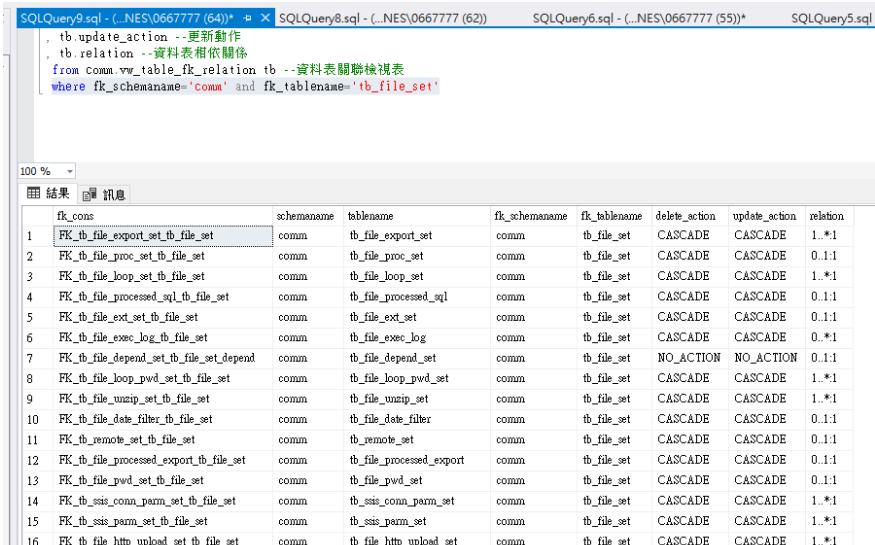 SQLQuery9.sql - (...NES\0667777 (64))* SQLQuery8.sql - (...NES\0667777 (62)) SQLQuery6.sql - (...NES\0667777 (55))* SQLQuery5.sql
, tb.update_action --更新動作
, tb.relation --資料表相依關係
from Comm.vw_table_fk_relation tb --資料表關聯檢視表
where fk_schemaname='comm' and fk_tablename='tb_file_set'
100 %
結果 訊息
fk_cons schemaname tablename fk_schemaname fk_tablename delete_action update_action relation
1 FK_tb_file_export_set_tb_file_set comm tb_file_export_set comm tb_file_set CASCADE CASCADE 1..*:1
2 FK_tb_file_proc_set_tb_file_set comm tb_file_proc_set comm tb_file_set CASCADE CASCADE 0..1:1
3 FK_tb_file_loop_set_tb_file_set comm tb_file_loop_set comm tb_file_set CASCADE CASCADE 1..*:1
4 FK_tb_file_processed_sql_tb_file_set comm tb_file_processed_sql comm tb_file_set CASCADE CASCADE 0..1:1
5 FK_tb_file_ext_set_tb_file_set comm tb_file_ext_set comm tb_file_set CASCADE CASCADE 0..1:1
6 FK_tb_file_exec_log_tb_file_set comm tb_file_exec_log comm tb_file_set CASCADE CASCADE 0..*:1
7 FK_tb_file_depend_set_tb_file_set_depend comm tb_file_depend_set comm tb_file_set NO_ACTION NO_ACTION 0..1:1
8 FK_tb_file_loop_pwd_set_tb_file_set comm tb_file_loop_pwd_set comm tb_file_set CASCADE CASCADE 1..*:1
9 FK_tb_file_unzip_set_tb_file_set comm tb_file_unzip_set comm tb_file_set CASCADE CASCADE 1..*:1
10 FK_tb_file_date_filter_tb_file_set comm tb_file_date_filter comm tb_file_set CASCADE CASCADE 0..1:1
11 FK_tb_remote_set_tb_file_set comm tb_remote_set comm tb_file_set CASCADE CASCADE 0..1:1
12 FK_tb_file_processed_export_tb_file_set comm tb_file_processed_export comm tb_file_set CASCADE CASCADE 0..1:1
13 FK_tb_file_pwd_set_tb_file_set comm tb_file_pwd_set comm tb_file_set CASCADE CASCADE 0..1:1
14 FK_tb_ssis_conn_parm_set_tb_file_set comm tb_ssis_conn_parm_set comm tb_file_set CASCADE CASCADE 1..*:1
15 FK_tb_ssis_parm_set_tb_file_set comm tb_ssis_parm_set comm tb_file_set CASCADE CASCADE 1..*:1
16 FK_tb_file_http_upload_set_tb_file_set comm tb_file_http_upload_set comm tb_file_set CASCADE CASCADE 1..*:1